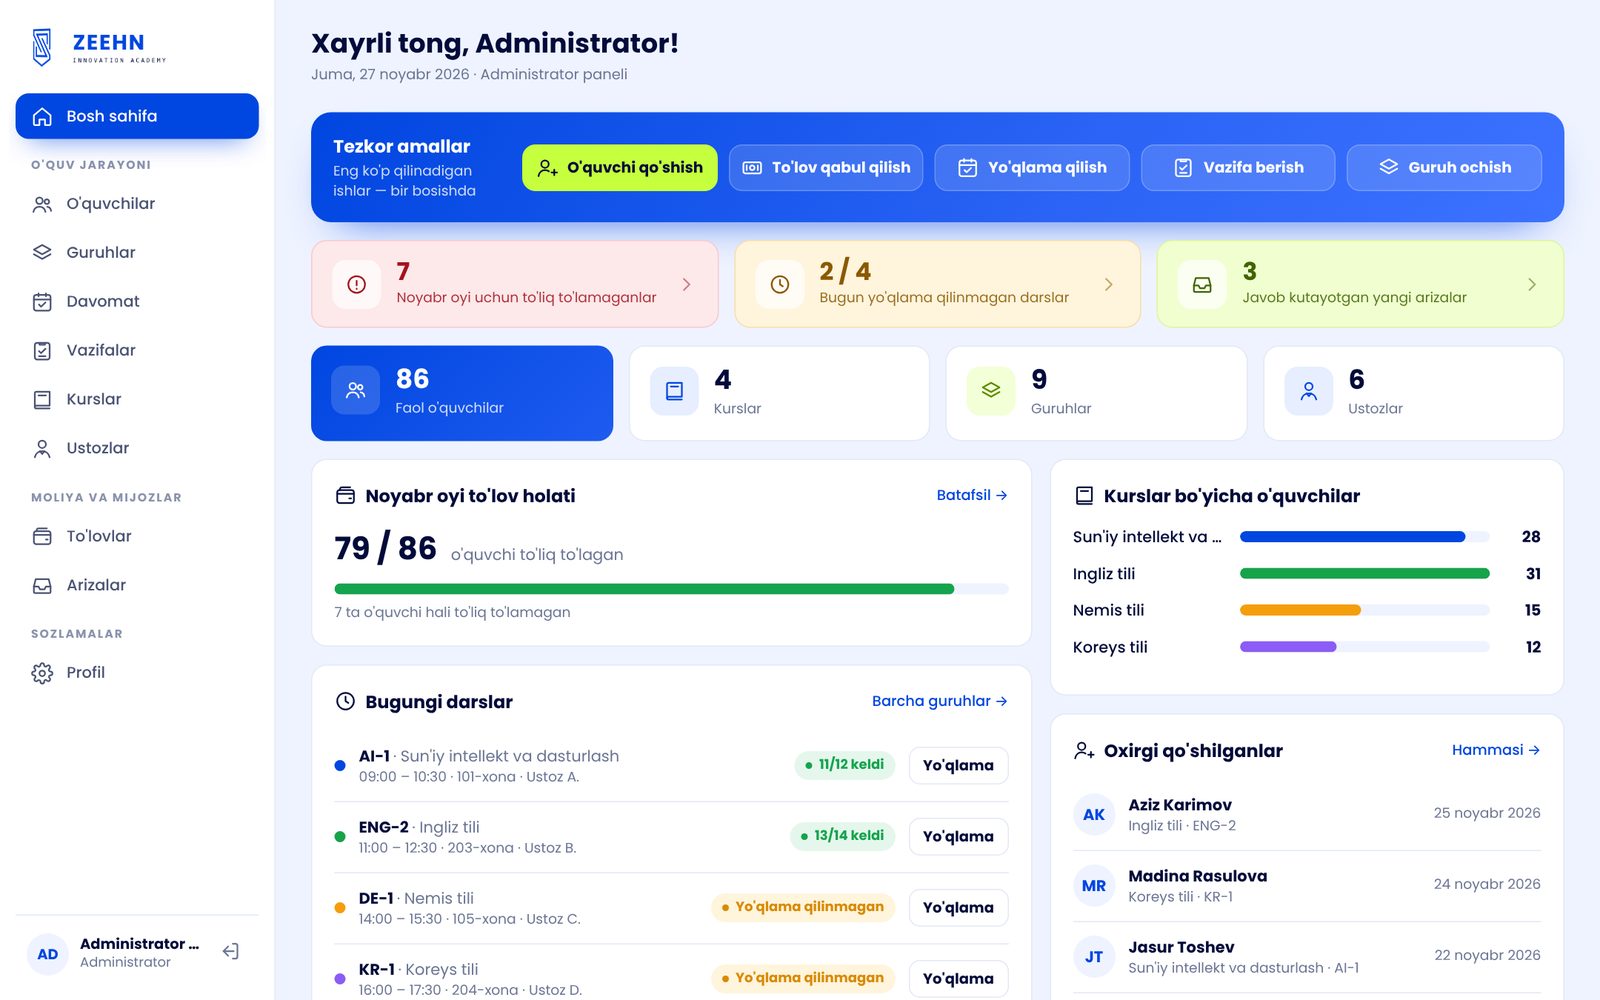 ZEEHN
INNOVATION ACADEMY
Bosh sahifa
O'QUV JARAYONI
O'quvchilar
Guruhlar
Davomat
Vazifalar
Kurslar
Ustozlar
MOLIYA VA MIJOZLAR
To'lovlar
Arizalar
SOZLAMALAR
Profil
AD
Administrator ...
Administrator
Xayrli tong, Administrator!
Juma, 27 noyabr 2026 · Administrator paneli
Tezkor amallar
Eng ko'p qilinadigan
ishlar — bir bosishda
O'quvchi qo'shish
To'lov qabul qilish
Yo'qlama qilish
Vazifa berish
Guruh ochish
7
Noyabr oyi uchun to'liq to'lamaganlar
2 / 4
Bugun yo'qlama qilinmagan darslar
3
Javob kutayotgan yangi arizalar
86
Faol o'quvchilar
4
Kurslar
9
Guruhlar
6
Ustozlar
Noyabr oyi to'lov holati
Batafsil →
79 / 86 o'quvchi to'liq to'lagan
7 ta o'quvchi hali to'liq to'lamagan
Bugungi darslar
Barcha guruhlar →
AI-1 · Sun'iy intellekt va dasturlash
09:00 – 10:30 · 101-xona · Ustoz A.
11/12 keldi
Yo'qlama
ENG-2 · Ingliz tili
11:00 – 12:30 · 203-xona · Ustoz B.
13/14 keldi
Yo'qlama
DE-1 · Nemis tili
14:00 – 15:30 · 105-xona · Ustoz C.
Yo'qlama qilinmagan
Yo'qlama
KR-1 · Koreys tili
16:00 – 17:30 · 204-xona · Ustoz D.
Yo'qlama qilinmagan
Yo'qlama
Kurslar bo'yicha o'quvchilar
Sun'iy intellekt va ... 28
Ingliz tili 31
Nemis tili 15
Koreys tili 12
Oxirgi qo'shilganlar
Hammasi →
AK
Aziz Karimov
Ingliz tili · ENG-2
25 noyabr 2026
MR
Madina Rasulova
Koreys tili · KR-1
24 noyabr 2026
JT
Jasur Toshev
Sun'iy intellekt va dasturlash · AI-1
22 noyabr 2026